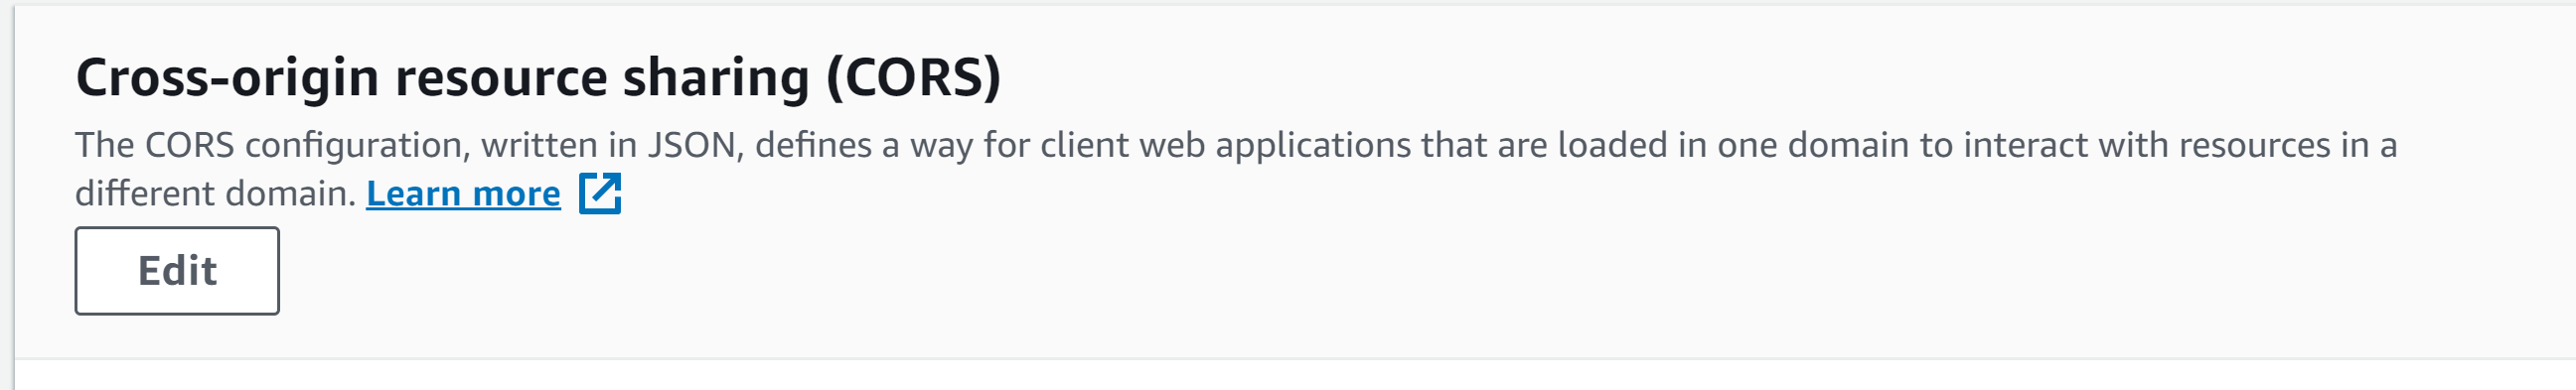 Cross-origin resource sharing (CORS)
The CORS configuration, written in JSON, defines a way for client web applications that are loaded in one domain to interact with resources in a
different domain. Learn more
Edit